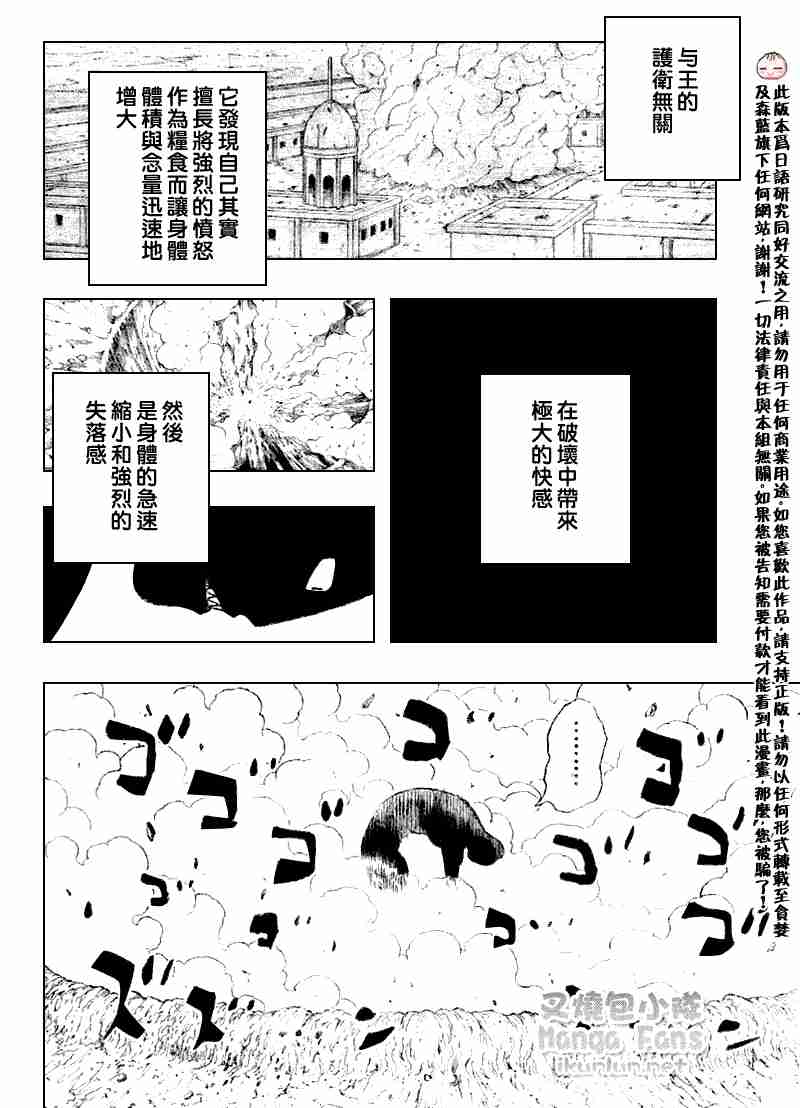 与王的
護衛無關
它發現自己其實
擅長將強烈的憤怒
作為糧食而讓身體
體積與念量迅速地
增大
在破壞中帶來
極大的快感
然後
是身體的急速
縮小和強烈的
失落感
………
ゴ
ゴ
ゴ
ゴ
ゴ
ゴ
ゴ
ゴ
ゴ
ゴ
ズ
ズ
此版本爲日語研究同好交流之用，請勿用于任何商業用途。如您喜歡此作品，請支持正版！請勿以任何形式轉載至貪婪
及森藍旗下任何網站，謝謝！一切法律責任與本組無關。如果您被告知需要付款才能看到此漫畫，那麼，您被騙了！
叉燒包小隊
Manga Fans
ikunlun.net